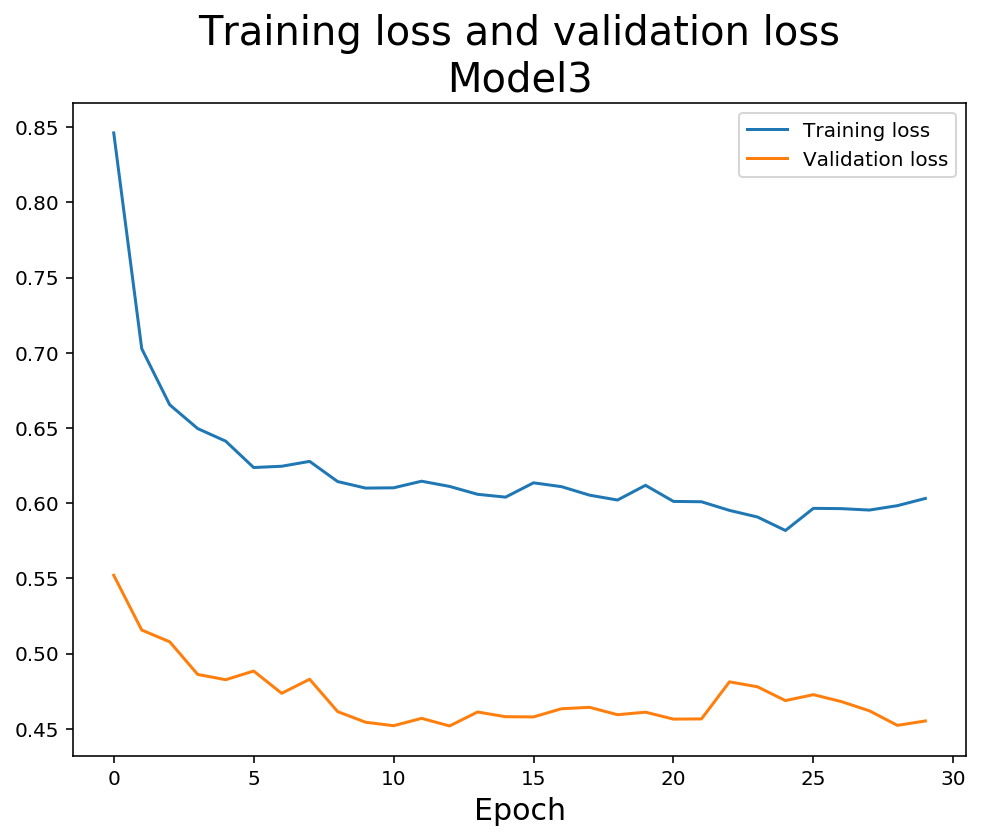 Training loss and validation loss
Model3
Training loss
Validation loss
0.85
0.80
0.75
0.70
0.65
0.60
0.55
0.50
0.45
0 5 10 15 20 25 30
Epoch